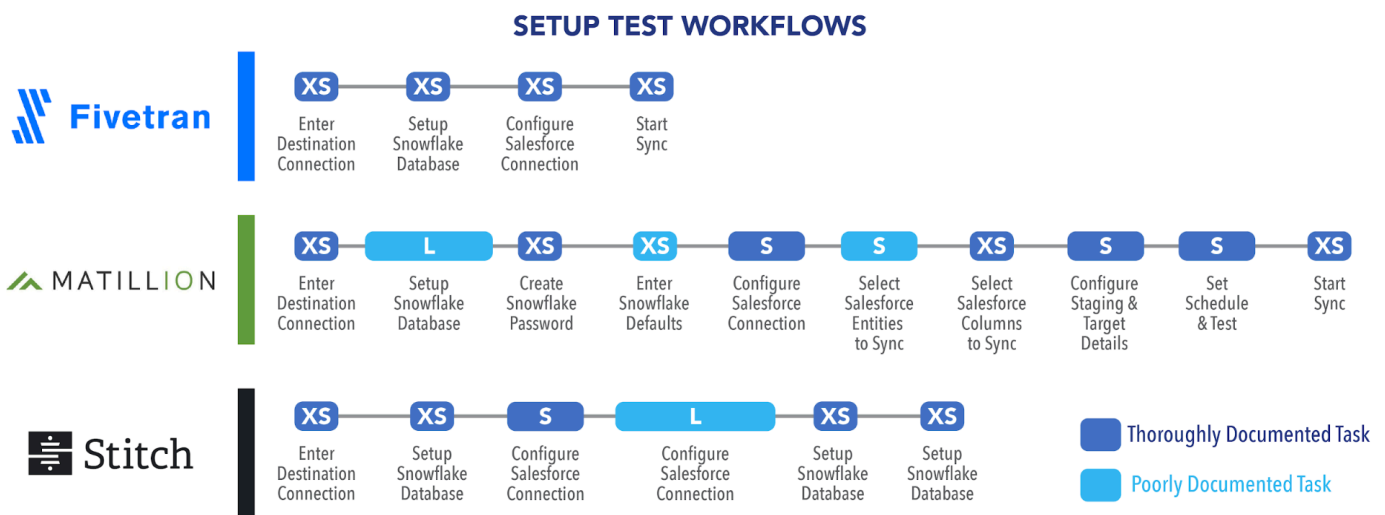 SETUP TEST WORKFLOWS
Fivetran
XS
XS
XS
XS
Enter
Destination
Connection
Setup
Snowflake
Database
Configure
Salesforce
Connection
Start
Sync
MATILLION
XS
L
XS
XS
S
S
XS
S
S
XS
Enter
Destination
Connection
Setup
Snowflake
Database
Create
Snowflake
Password
Enter
Snowflake
Defaults
Configure
Salesforce
Connection
Select
Salesforce
Entities
to Sync
Select
Salesforce
Columns
to Sync
Configure
Staging &
Target
Details
Set
Schedule
& Test
Start
Sync
Stitch
XS
XS
S
L
XS
XS
Enter
Destination
Connection
Setup
Snowflake
Database
Configure
Salesforce
Connection
Configure
Salesforce
Connection
Setup
Snowflake
Database
Setup
Snowflake
Database
Thoroughly Documented Task
Poorly Documented Task